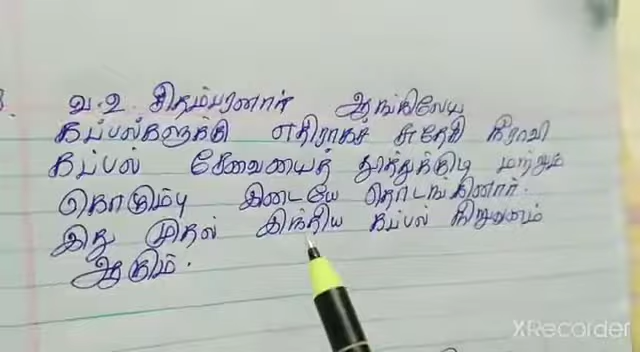 வ.உ. சிதம்பரனார் ஆங்கிலேய
கப்பல்களுக்கு எதிராகச் சுதேசி நீராவி
கப்பல் சேவையைத் தூத்துக்குடி மற்றும்
கொழும்பு இடையே தொடங்கினார்.
இது முதல் இந்திய கப்பல் நிறுவனம்
ஆகும்.
XRecorder